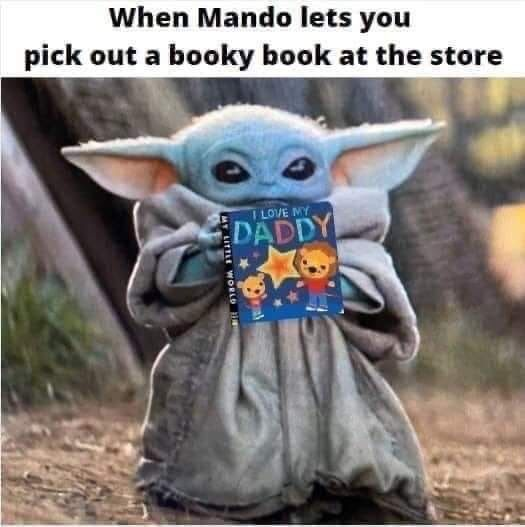 When Mando lets you
pick out a booky book at the store
I LOVE MY
DADDY
MY LITTLE WORLD